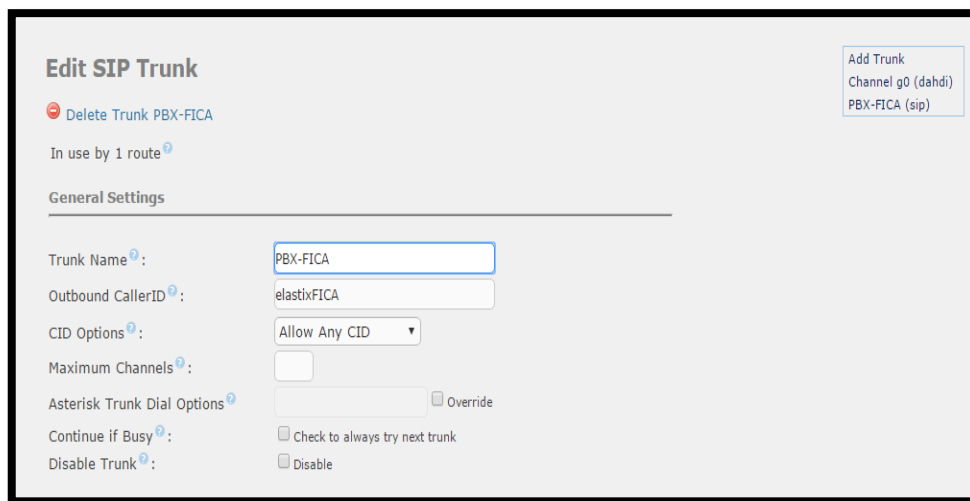 Edit SIP Trunk
Delete Trunk PBX-FICA
In use by 1 route
General Settings
Trunk Name :
PBX-FICA
Outbound CallerID :
elastixFICA
CID Options :
Allow Any CID
Maximum Channels :
Asterisk Trunk Dial Options
Override
Continue if Busy :
Check to always try next trunk
Disable Trunk :
Disable
Add Trunk
Channel g0 (dahdi)
PBX-FICA (sip)